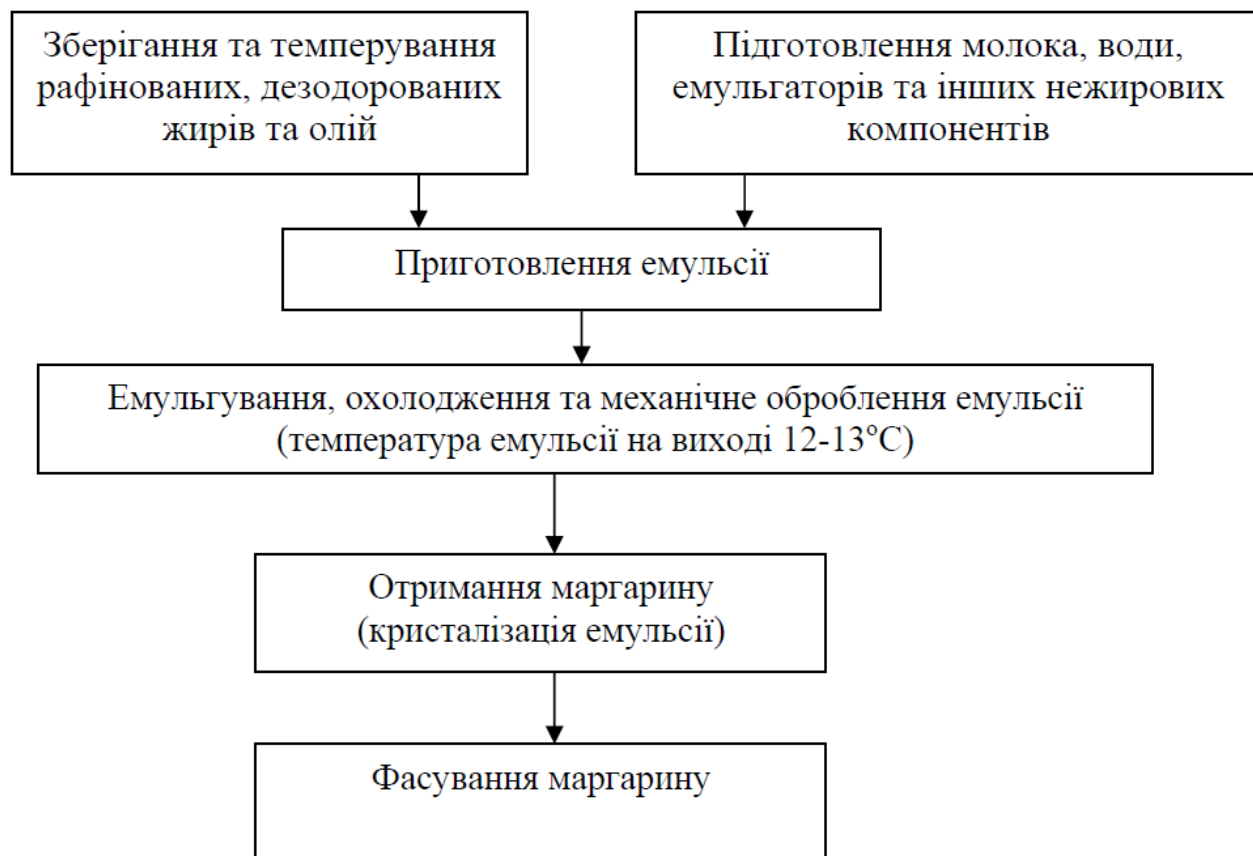 Зберігання та темперування
рафінованих, дезодорованих
жирів та олій
Підготовлення молока, води,
емульгаторів та інших нежирових
компонентів
Приготовлення емульсії
Емульгування, охолодження та механічне оброблення емульсії
(температура емульсії на виході 12-13°С)
Отримання маргарину
(кристалізація емульсії)
Фасування маргарину